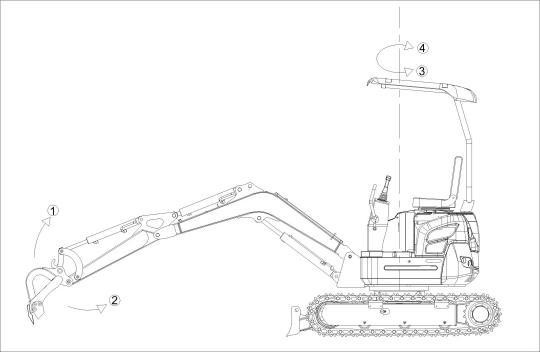 ④
③
①
②